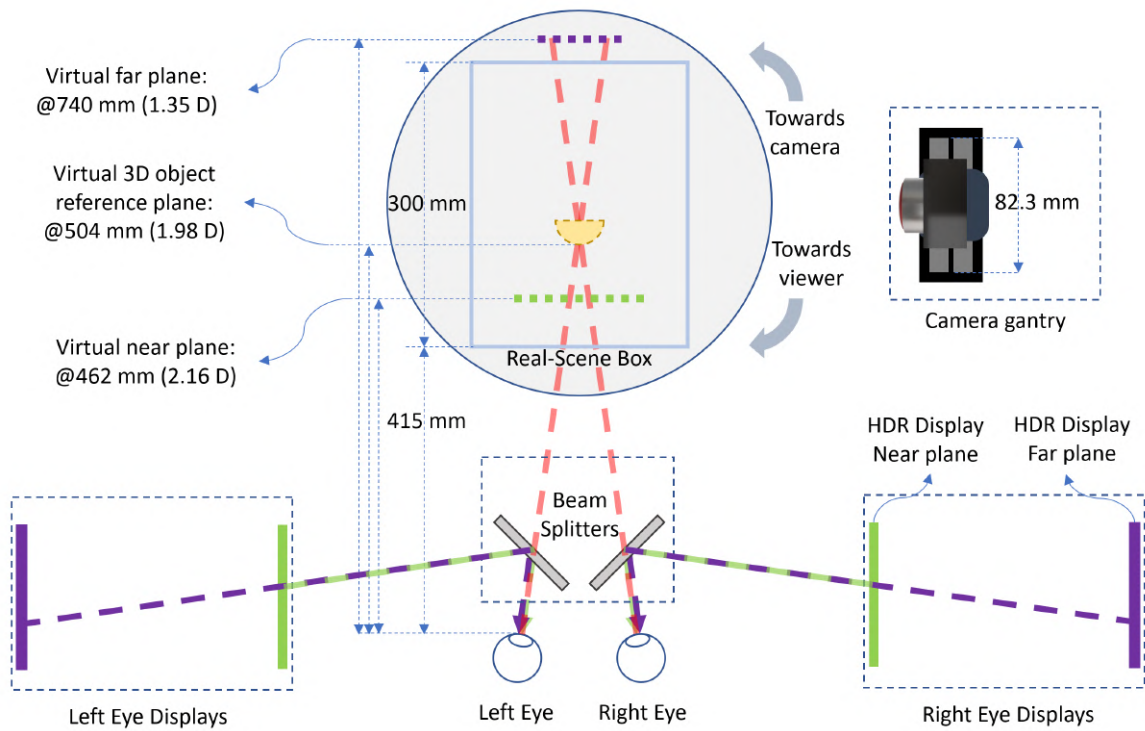 Virtual far plane:
@740 mm (1.35 D)
Virtual 3D object
reference plane:
@504 mm (1.98 D)
Virtual near plane:
@462 mm (2.16 D)
300 mm
415 mm
Real-Scene Box
Towards
camera
Towards
viewer
82.3 mm
Camera gantry
Beam
Splitters
HDR Display
Near plane
HDR Display
Far plane
Left Eye Displays
Left Eye
Right Eye
Right Eye Displays